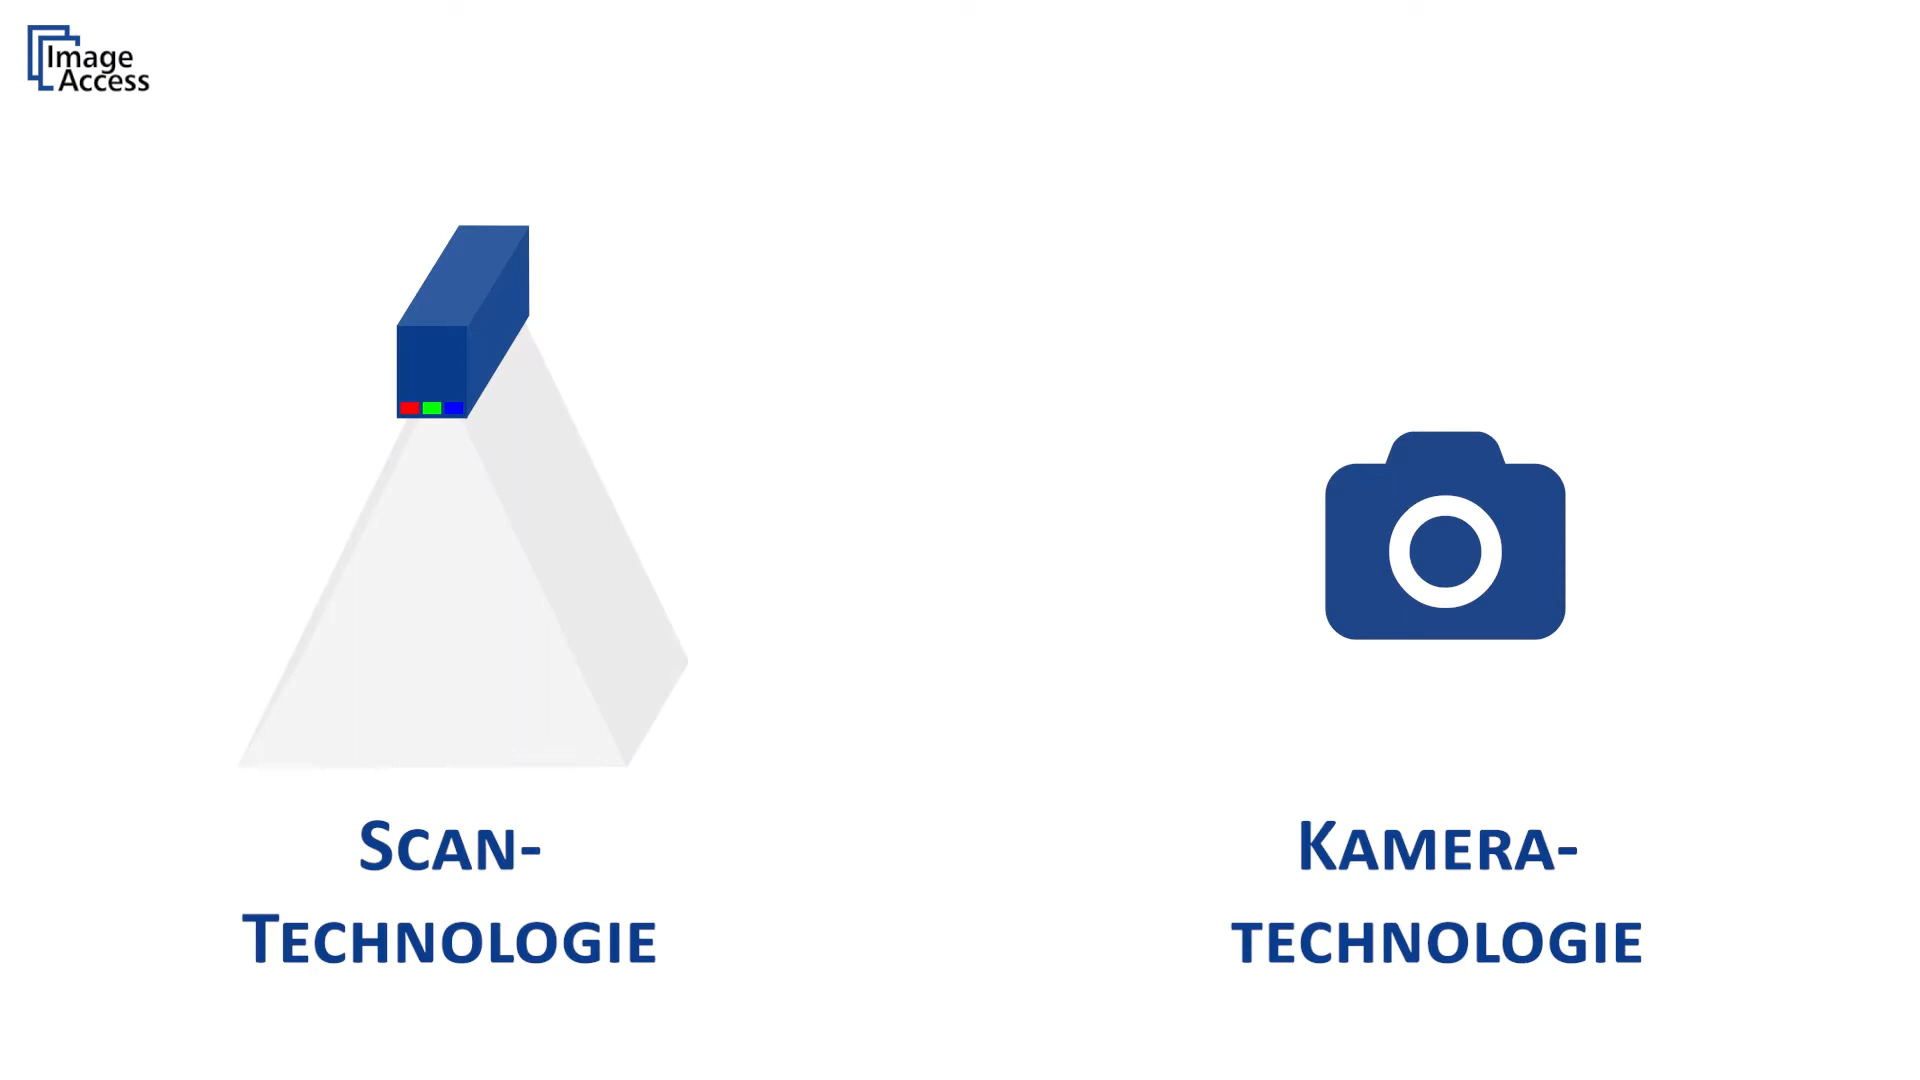 Image
Access
Scan-
Technologie
Kamera-
technologie